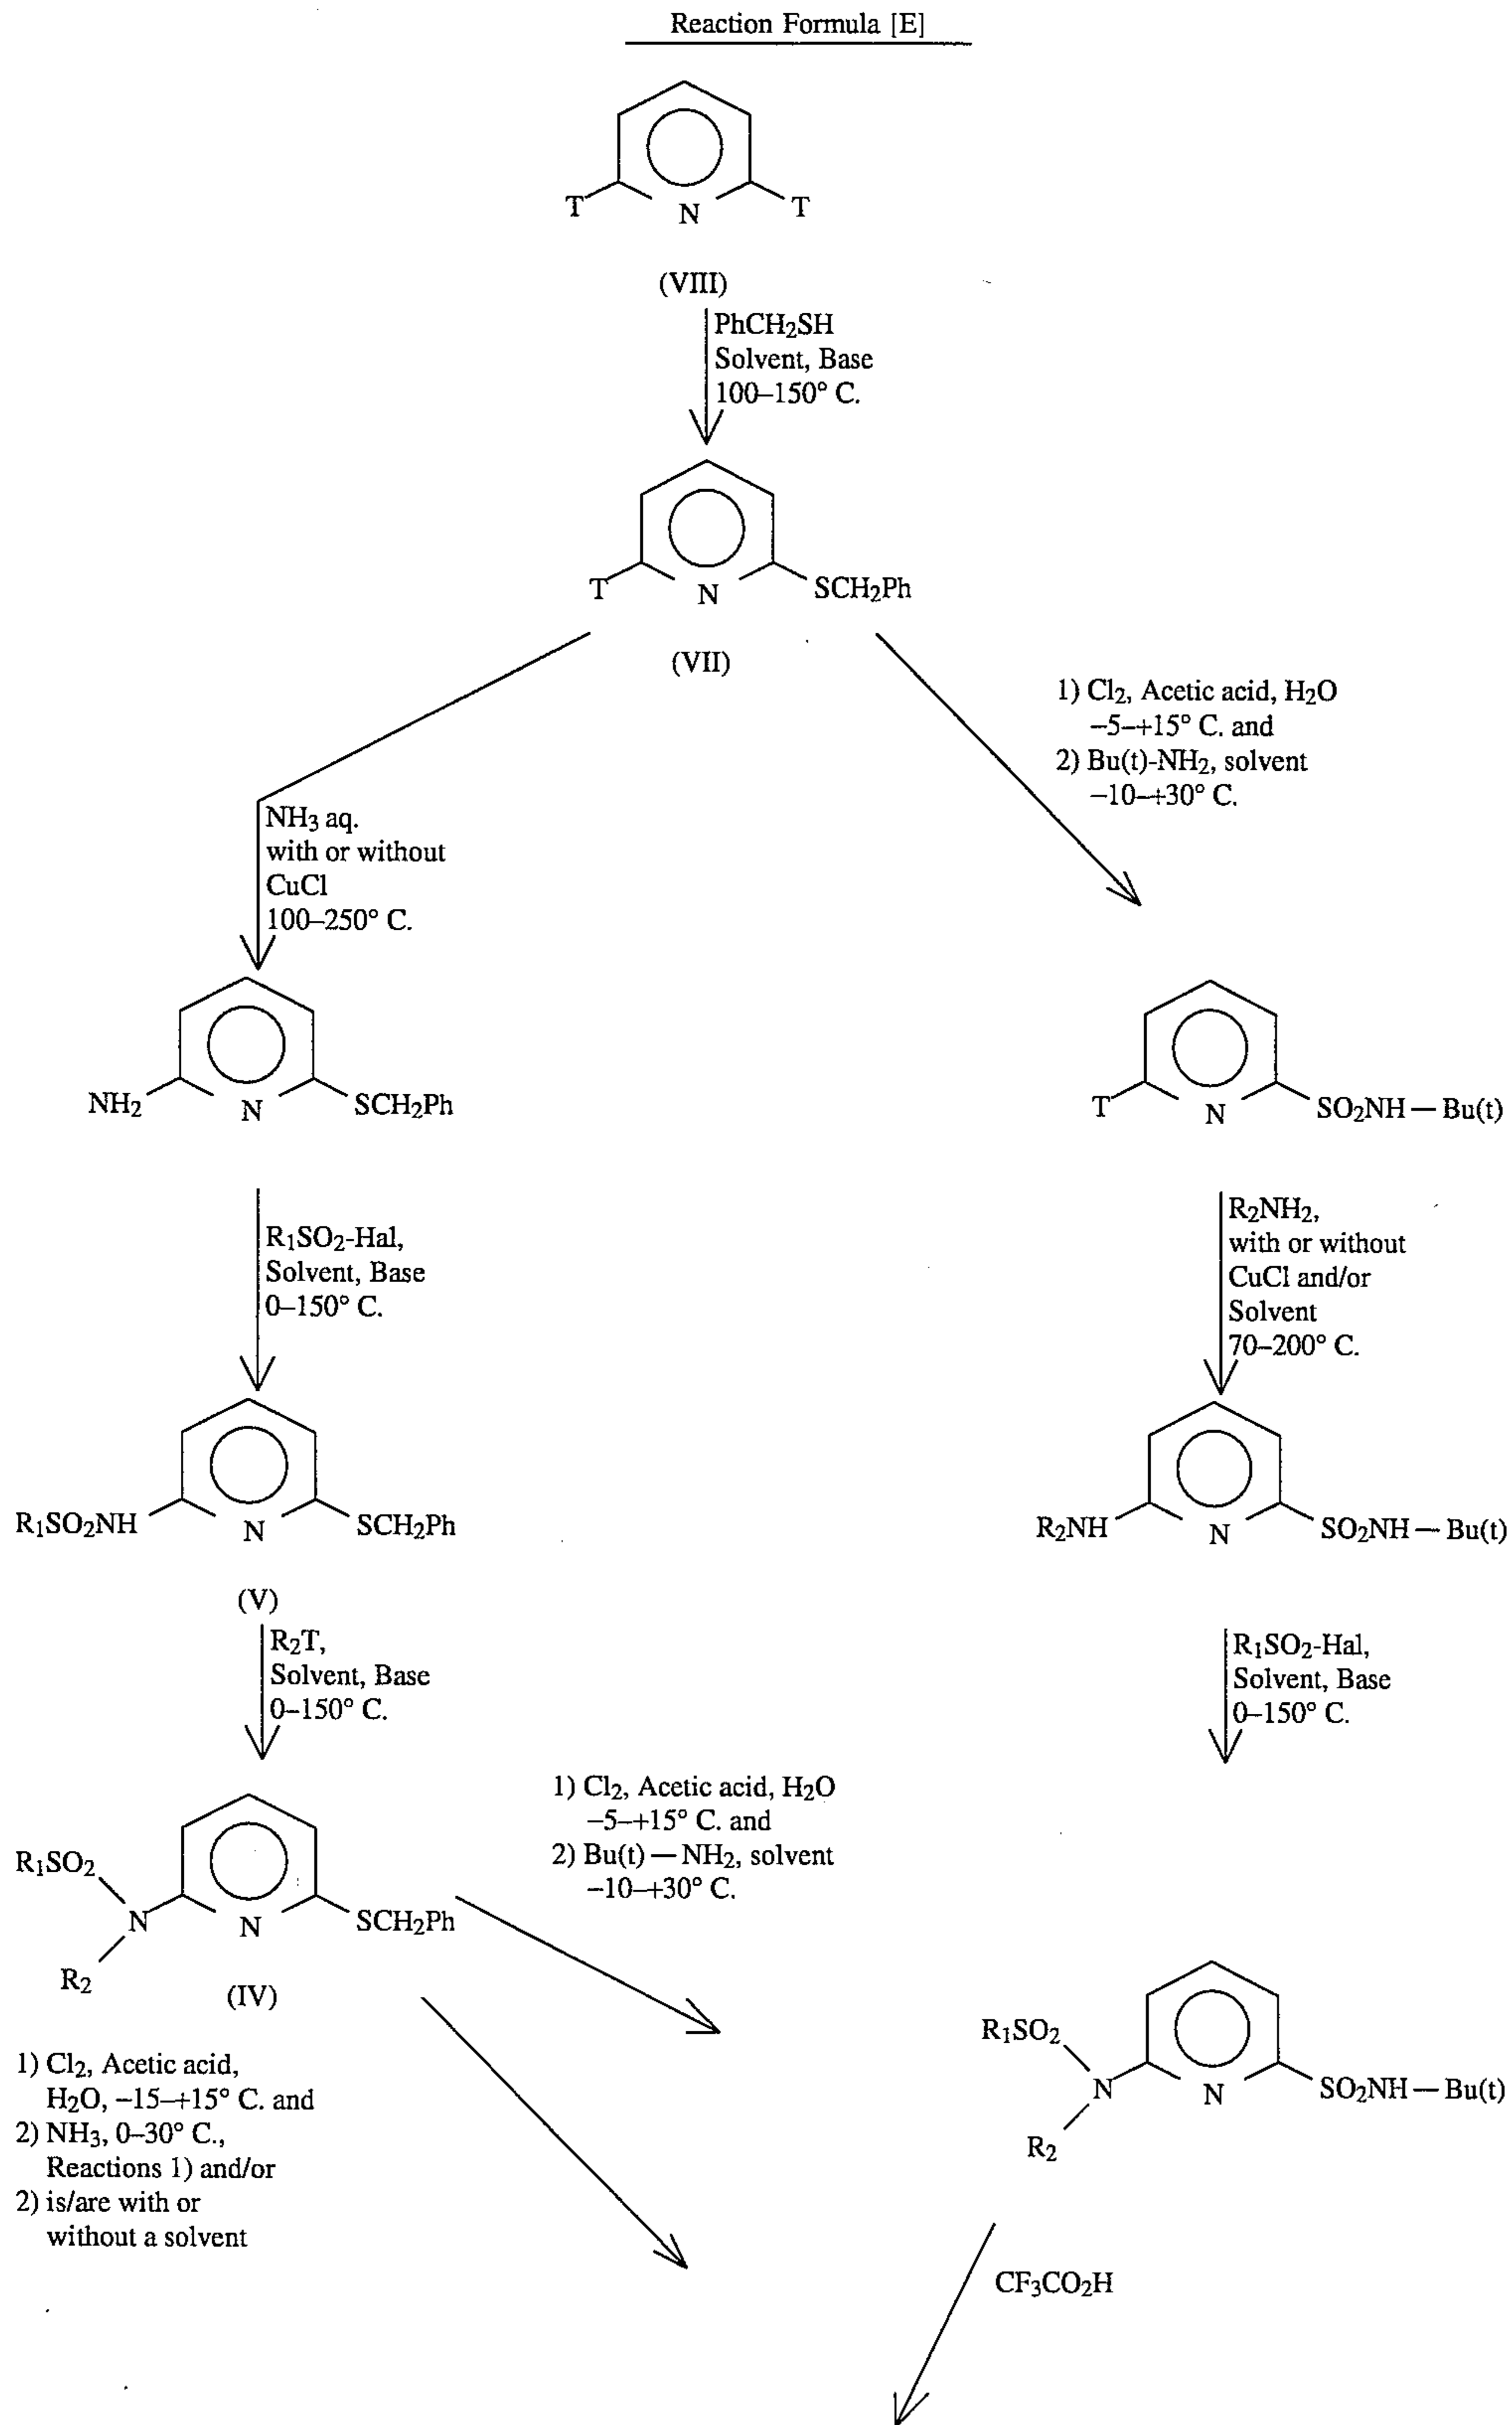 Reaction Formula [E]
T N T
(VIII)
PhCH2SH
Solvent, Base
100–150° C.
T N SCH2Ph
(VII)
1) Cl2, Acetic acid, H2O
–5–+15° C. and
2) Bu(t)-NH2, solvent
–10–+30° C.
NH3 aq.
with or without
CuCl
100–250° C.
NH2 N SCH2Ph
T N SO2NH — Bu(t)
R1SO2-Hal,
Solvent, Base
0–150° C.
R2NH2,
with or without
CuCl and/or
Solvent
70–200° C.
R1SO2NH N SCH2Ph
(V)
R2NH N SO2NH — Bu(t)
R2T,
Solvent, Base
0–150° C.
R1SO2-Hal,
Solvent, Base
0–150° C.
R1SO2
N N SCH2Ph
R2
(IV)
1) Cl2, Acetic acid, H2O
–5–+15° C. and
2) Bu(t) — NH2, solvent
–10–+30° C.
R1SO2
N N SO2NH — Bu(t)
R2
1) Cl2, Acetic acid,
H2O, –15–+15° C. and
2) NH3, 0–30° C.,
Reactions 1) and/or
2) is/are with or
without a solvent
CF3CO2H